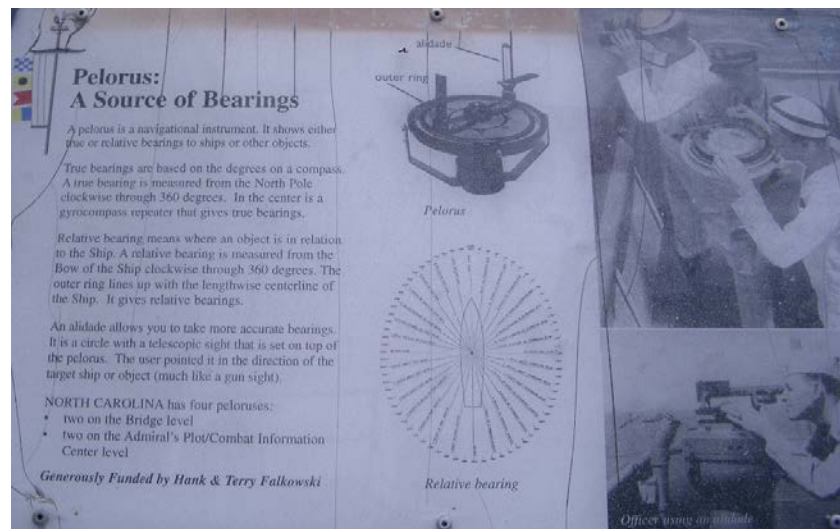 Pelorus:
A Source of Bearings
A pelorus is a navigational instrument. It shows either
true or relative bearings to ships or other objects.
True bearings are based on the degrees on a compass.
A true bearing is measured from the North Pole
clockwise through 360 degrees. In the center is a
gyrocompass repeater that gives true bearings.
Relative bearing means where an object is in relation
to the Ship. A relative bearing is measured from the
Bow of the Ship clockwise through 360 degrees. The
outer ring lines up with the lengthwise centerline of
the Ship. It gives relative bearings.
An alidade allows you to take more accurate bearings.
It is a circle with a telescopic sight that is set on top of
the pelorus. The user pointed it in the direction of the
target ship or object (much like a gun sight).
NORTH CAROLINA has four peloruses:
• two on the Bridge level
• two on the Admiral's Plot/Combat Information
Center level
Generously Funded by Hank & Terry Falkowski
alidade
outer ring
Pelorus
Relative bearing
Officer using an alidade